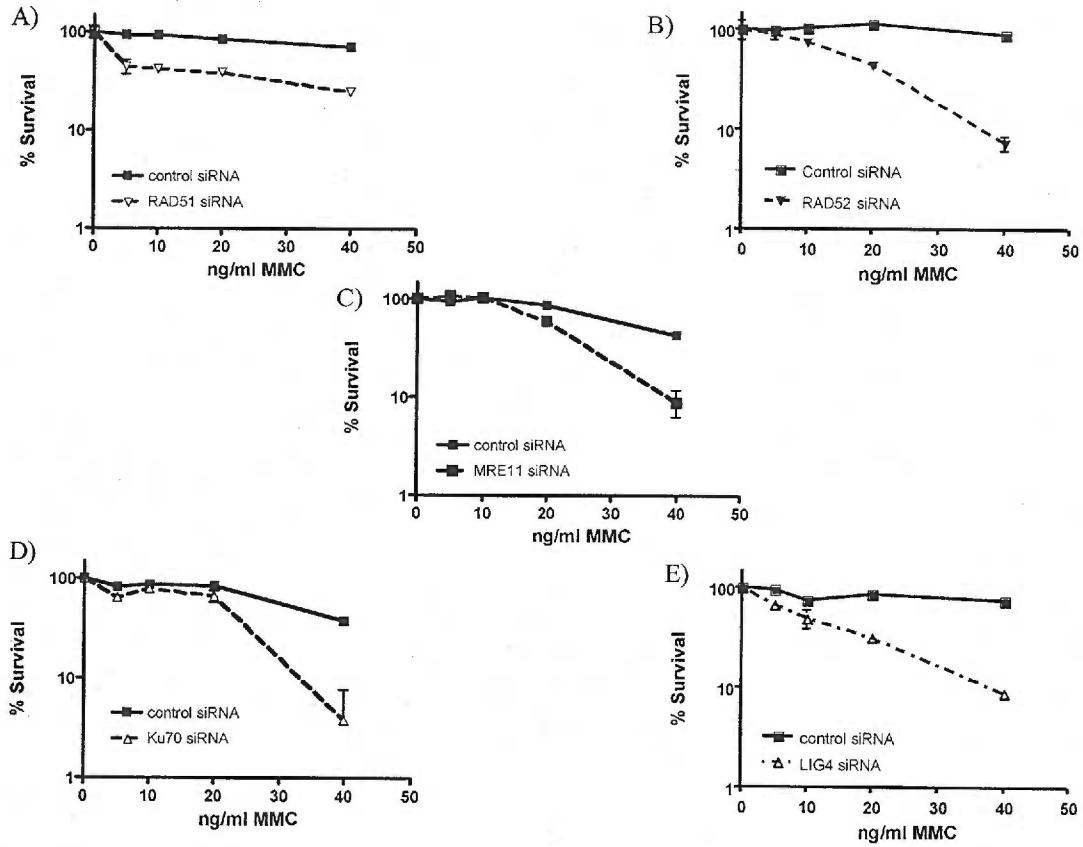 A)
100
10
1
% Survival
control siRNA
RAD51 siRNA
0 10 20 30 40 50
ng/ml MMC
B)
100
10
1
% Survival
Control siRNA
RAD52 siRNA
0 10 20 30 40 50
ng/ml MMC
C)
100
10
1
% Survival
control siRNA
MRE11 siRNA
0 10 20 30 40 50
ng/ml MMC
D)
100
10
1
% Survival
control siRNA
Ku70 siRNA
0 10 20 30 40 50
ng/ml MMC
E)
100
10
1
% Survival
control siRNA
LIG4 siRNA
0 10 20 30 40 50
ng/ml MMC